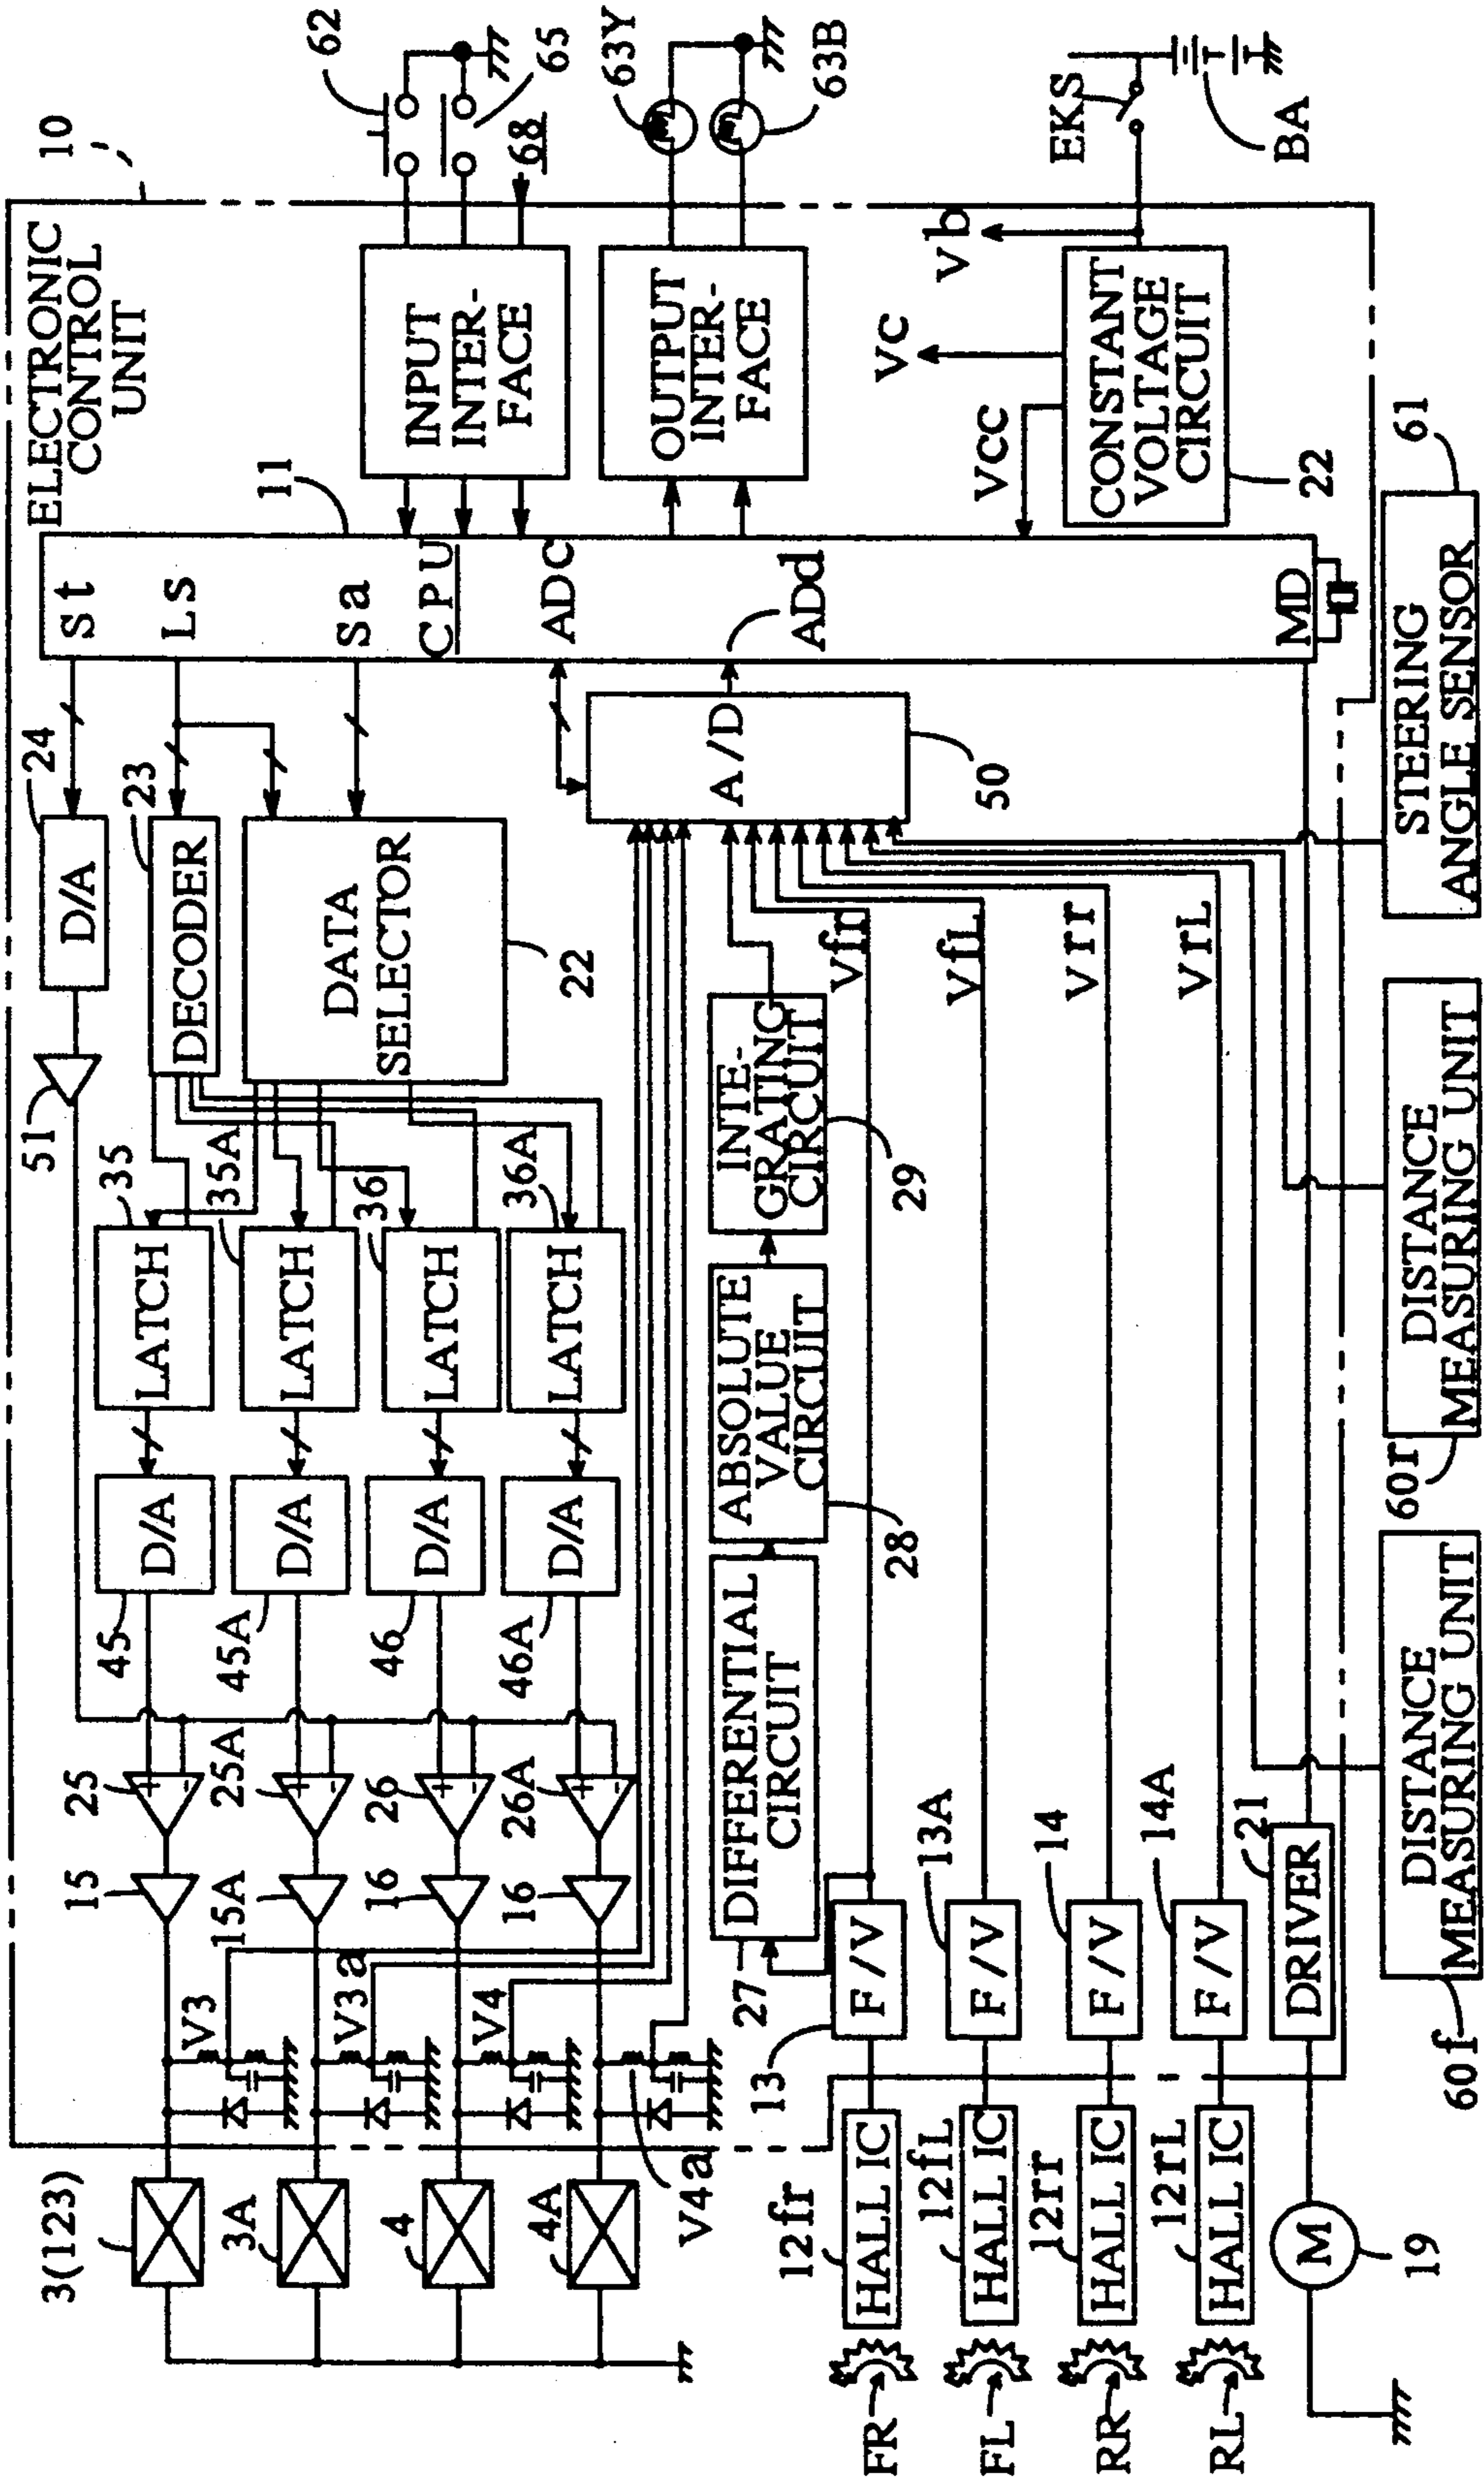 ELECTRONIC
CONTROL
UNIT
10
62
65
68
63Y
63B
EKS
BA
INPUT
INTER-
FACE
OUTPUT
INTER-
FACE
Vb
VC
VCC
CONSTANT
VOLTAGE
CIRCUIT
22
11
St
Ls
Sa
CPU
ADC
ADd
MD
24
D/A
23
DECODER
DATA
SELECTOR
22
A/D
50
51
35
LATCH
35A
LATCH
36
LATCH
36A
LATCH
45
D/A
45A
D/A
46
D/A
46A
D/A
25
+
-
25A
+
-
26
+
-
26A
+
-
15
15A
16
16
V3
V3a
V4
V4a
3(123)
3A
4
4A
27
DIFFERENTIAL
CIRCUIT
ABSOLUTE
VALUE
CIRCUIT
28
INTE-
GRATING
CIRCUIT
29
Vfr
VfL
Vrr
VrL
13
F/V
13A
F/V
14
F/V
14A
F/V
21
DRIVER
12fr
HALL IC
12fL
HALL IC
12rr
HALL IC
12rL
HALL IC
FR
FL
RR
RL
M
19
60f
DISTANCE
MEASURING UNIT
60r
DISTANCE
MEASURING UNIT
61
STEERING
ANGLE SENSOR